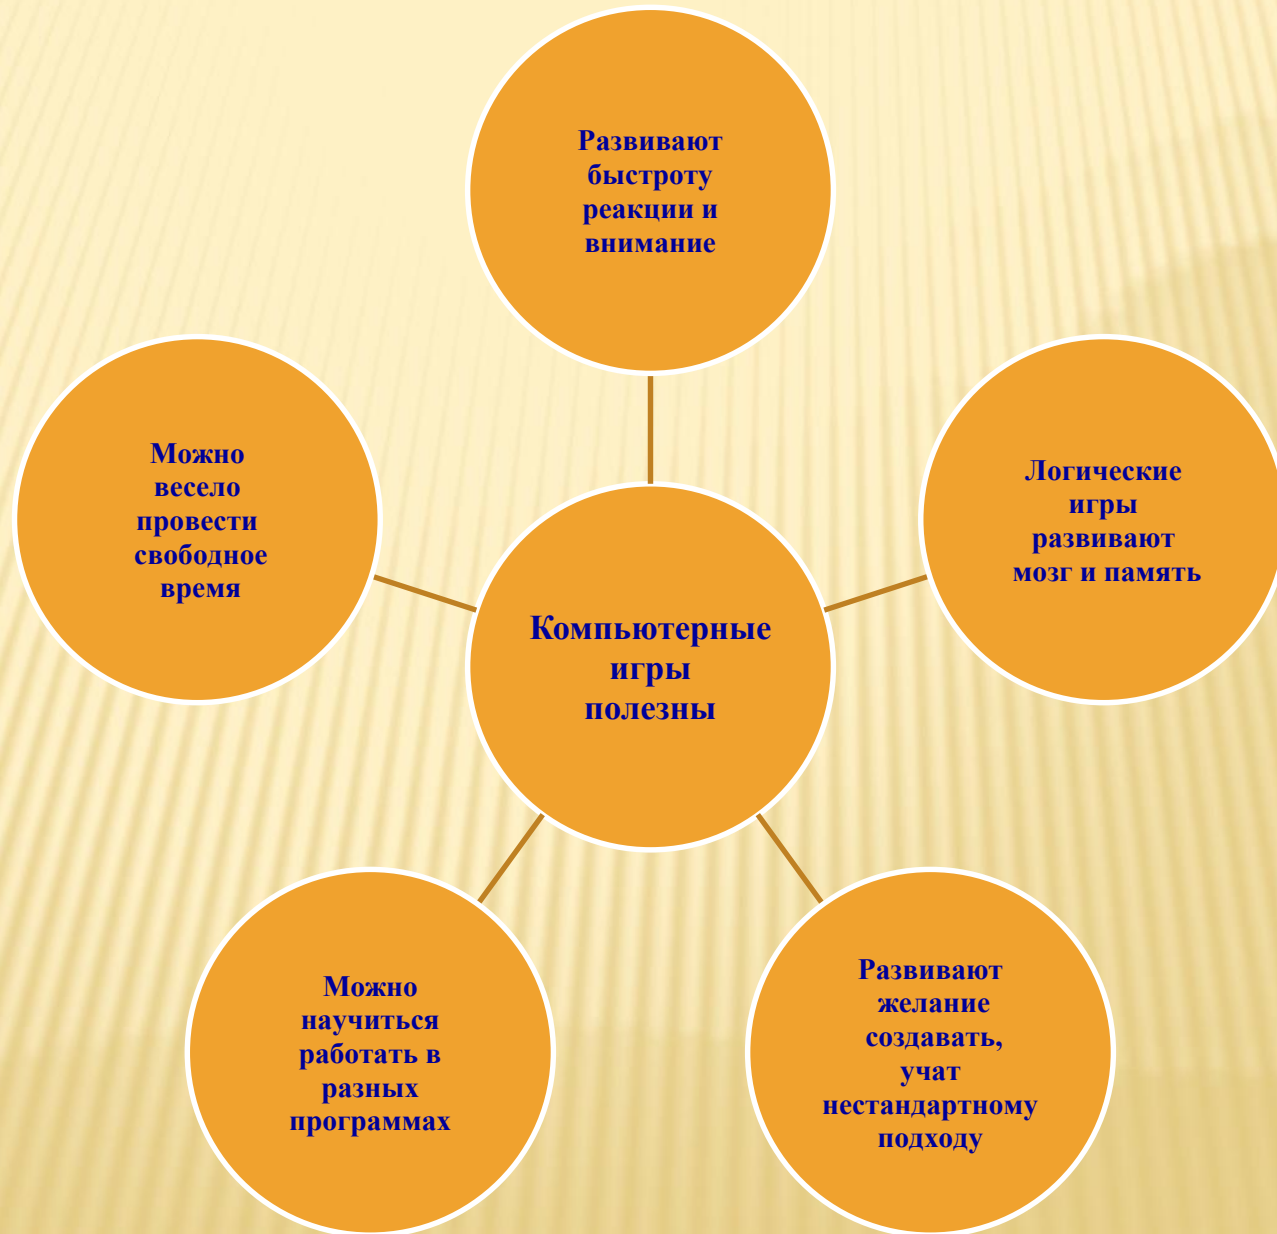 Развивают
быстроту
реакции и
внимание
Можно
весело
провести
свободное
время
Логические
игры
развивают
мозг и память
Компьютерные
игры
полезны
Можно
научиться
работать в
разных
программах
Развивают
желание
создавать,
учат
нестандартному
подходу